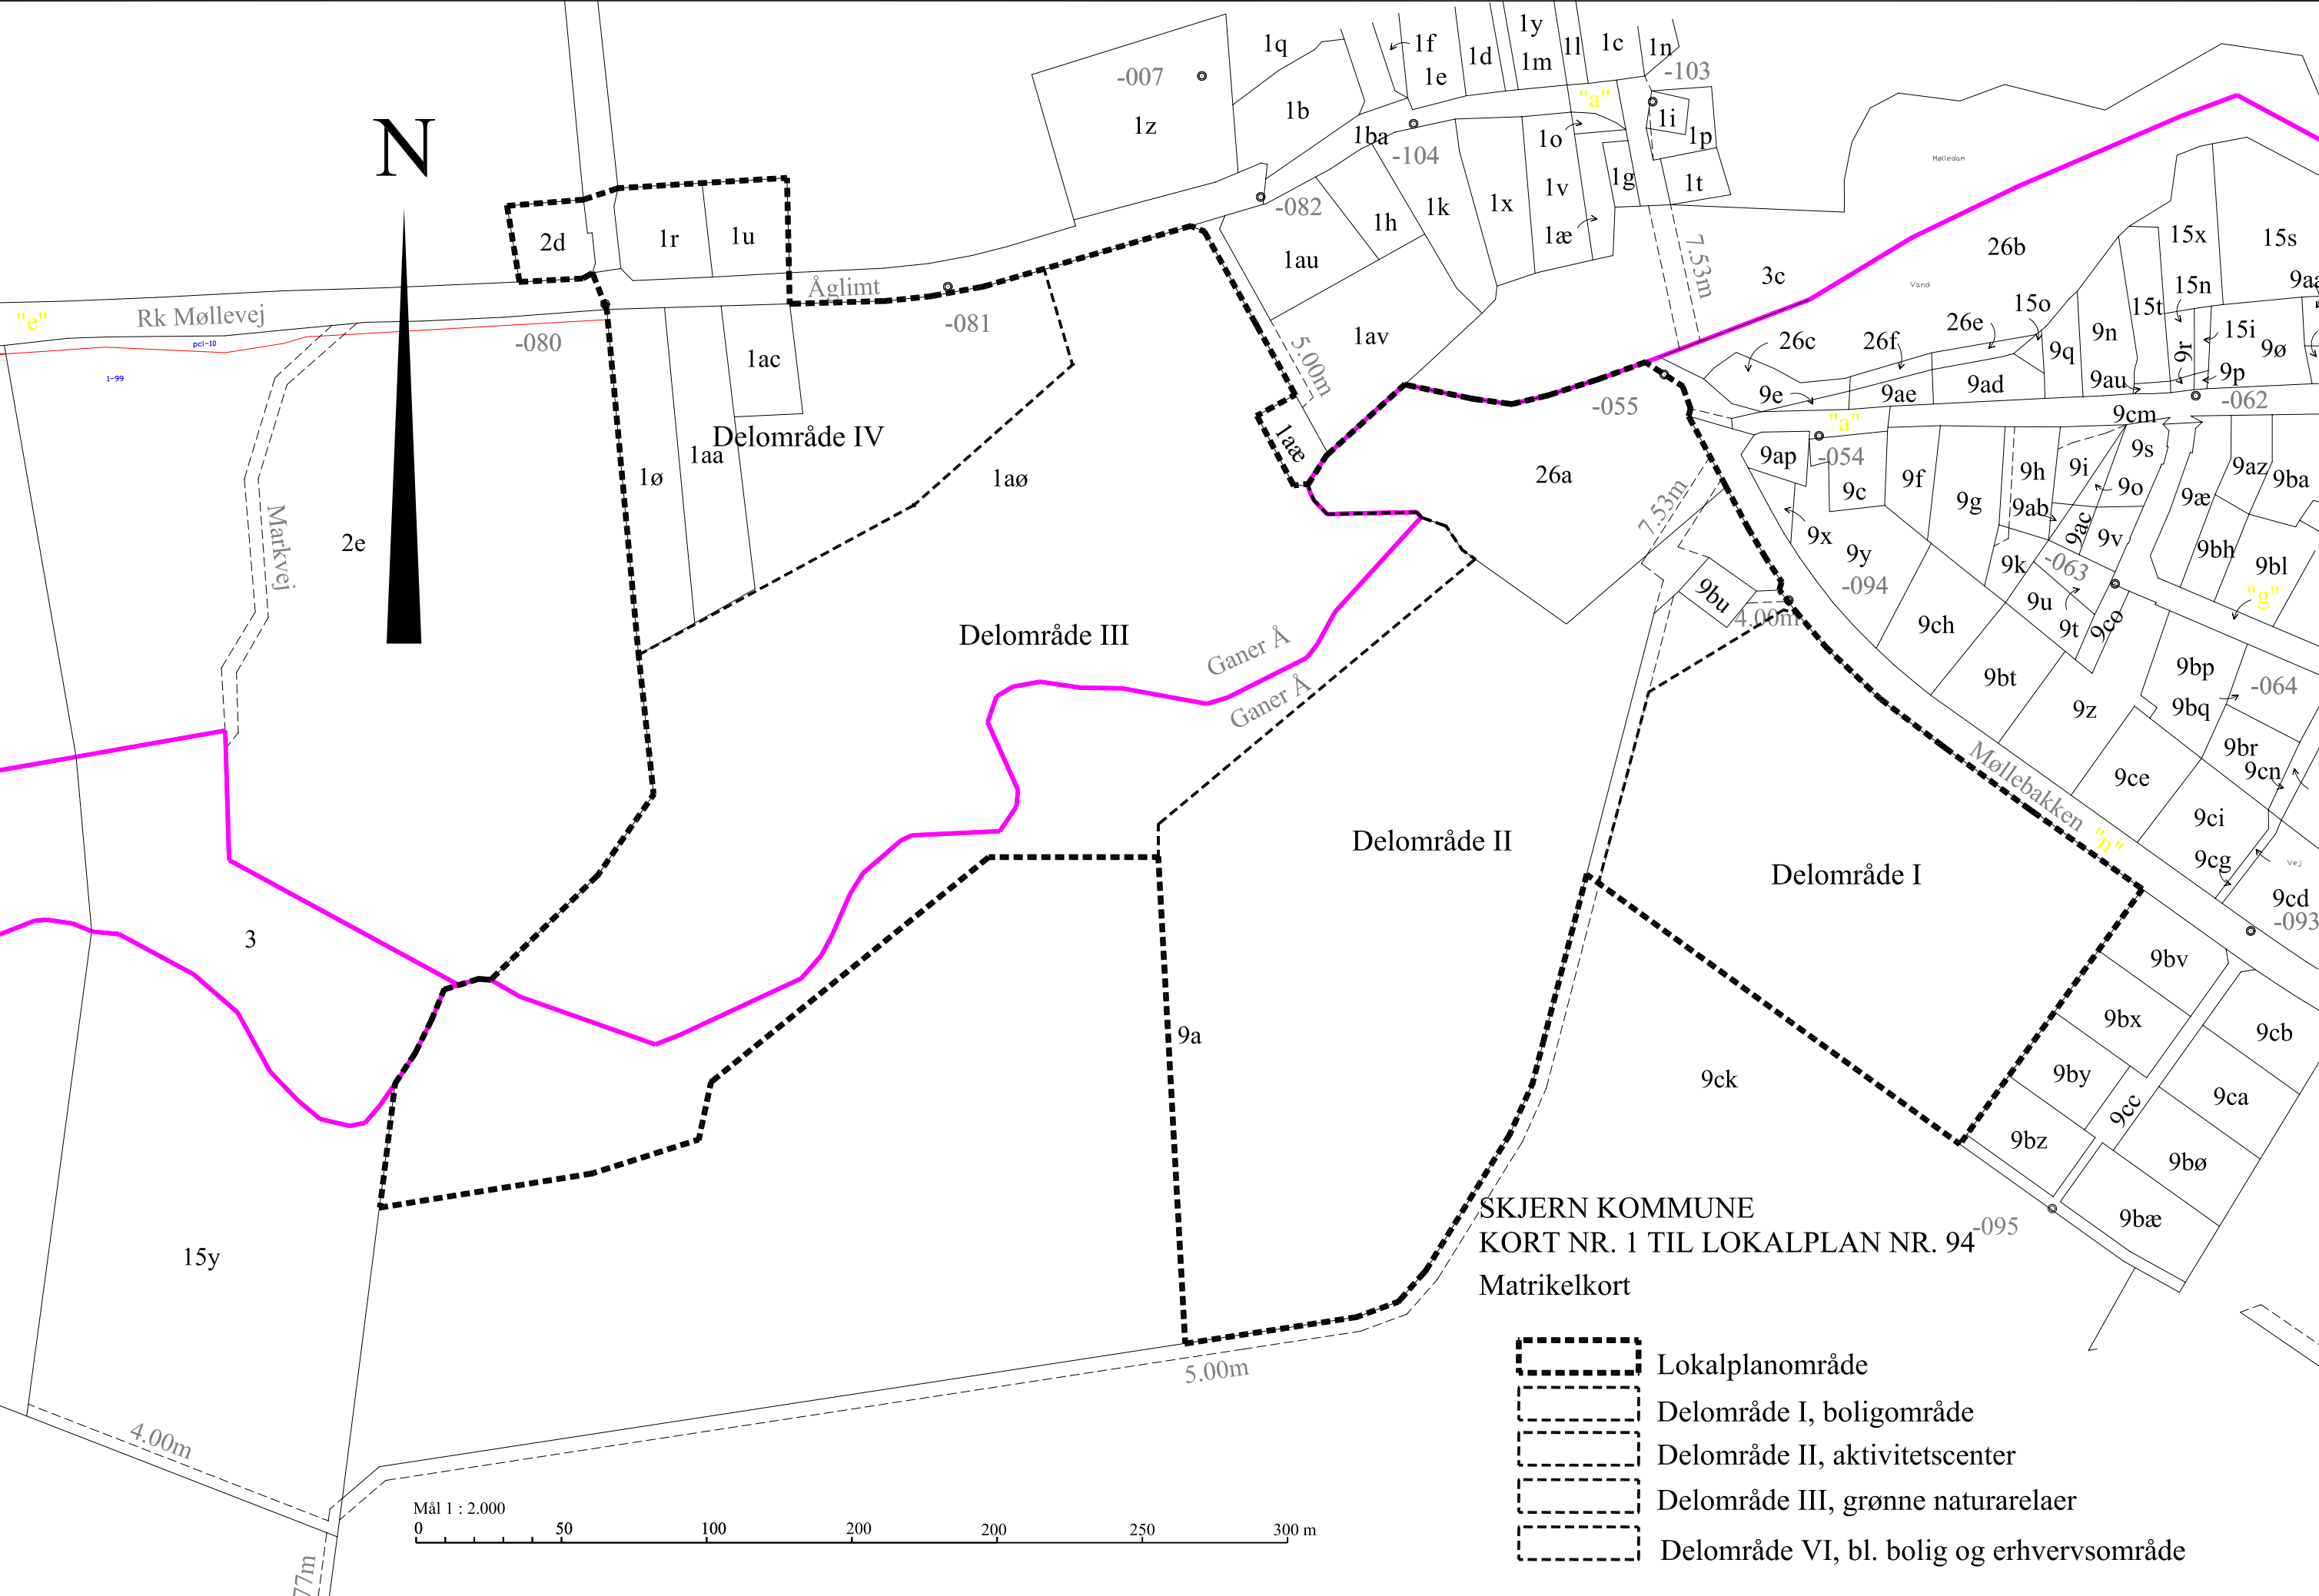 N
-007
1z
1q
1b
1f
1e
1d
1y
1m
1l
1c
1n
-103
"a"
1ba
-104
1o
1i
1p
1v
1g
1t
-082
1h
1k
1x
1æ
1au
1av
7.53m
3c
26b
Mølledam
Vand
15x
15s
15n
9aa
15o
15t
15i
26c
26f
26e
9n
9q
9r
9ø
9p
9au
9e
9ae
9ad
-062
9cm
2d
1r
1u
Åglimt
-081
"e"
Rk Møllevej
pcl-10
1-99
-080
1ac
5.00m
-055
"a"
-054
Delområde IV
1aa
1ø
1aø
1aæ
26a
7.53m
9ap
9c
9f
9g
9h
9i
9s
9o
9ab
9ac
9v
9æ
9az
9ba
9bh
9bl
"g"
9x
9y
-094
9k
-063
9u
9t
9co
Markvej
2e
9bu
4.00m
9ch
9bt
9z
9bp
-064
9bq
9br
9cn
Delområde III
Ganer Å
Ganer Å
Møllebakken
"n"
9ce
9ci
9cg
Vej
9cd
-093
Delområde II
Delområde I
3
9a
9ck
9bv
9bx
9by
9bz
9cc
9cb
9ca
9bø
9bæ
-095
15y
SKJERN KOMMUNE
KORT NR. 1 TIL LOKALPLAN NR. 94
Matrikelkort
Lokalplanområde
Delområde I, boligområde
Delområde II, aktivitetscenter
Delområde III, grønne naturarelaer
Delområde VI, bl. bolig og erhvervsområde
5.00m
4.00m
77m
Mål 1 : 2.000
0 50 100 200 200 250 300 m